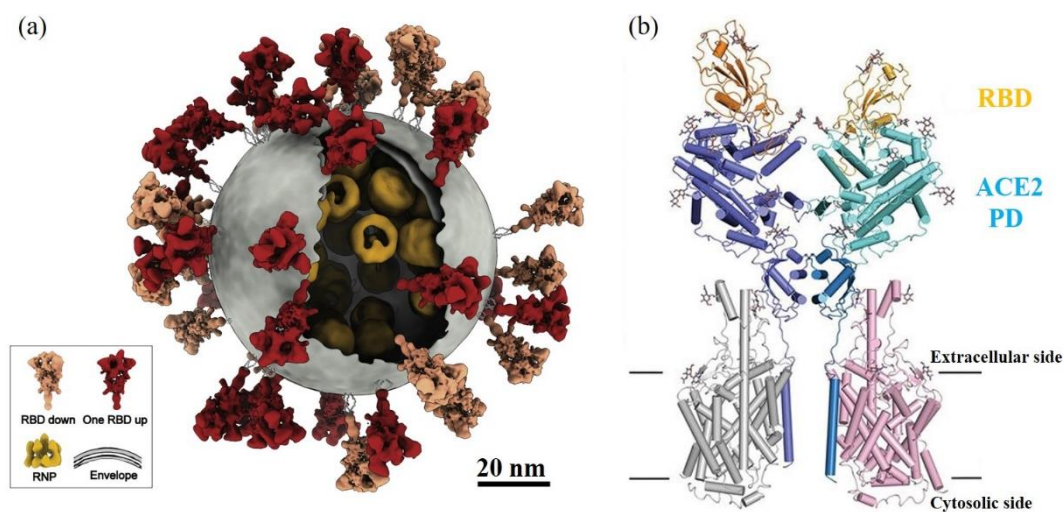 (a)
RBD down One RBD up
RNP Envelope
20 nm
(b)
RBD
ACE2
PD
Extracellular side
Cytosolic side